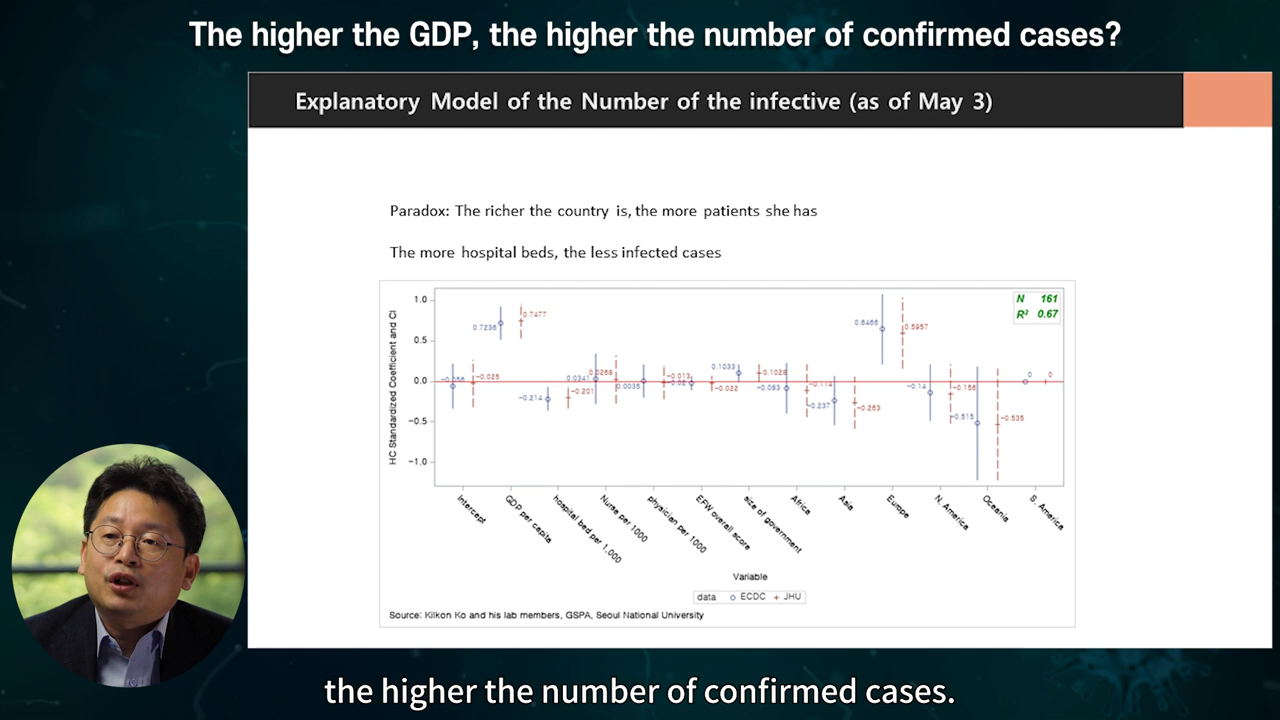 The higher the GDP, the higher the number of confirmed cases?
Explanatory Model of the Number of the infective (as of May 3)
Paradox: The richer the country is, the more patients she has
The more hospital beds, the less infected cases
N 161
R² 0.67
HC Standardized Coefficient and CI
1.0
0.5
0.0
−0.5
−1.0
−0.025
0.7236
0.7477
−0.214
−0.201
0.0341
0.0268
0.0035
−0.013
−0.02
−0.022
0.1033
0.1028
−0.083
−0.114
−0.237
−0.263
0.6466
0.5957
−0.14
−0.156
−0.515
−0.535
0
0
Intercept
GDP per capita
hospital bed per 1,000
Nurse per 1000
physician per 1000
EFW overall score
size of government
Africa
Asia
Europe
N. America
Oceania
S. America
Variable
data ECDC JHU
Source: Kilkon Ko and his lab members, GSPA, Seoul National University
the higher the number of confirmed cases.